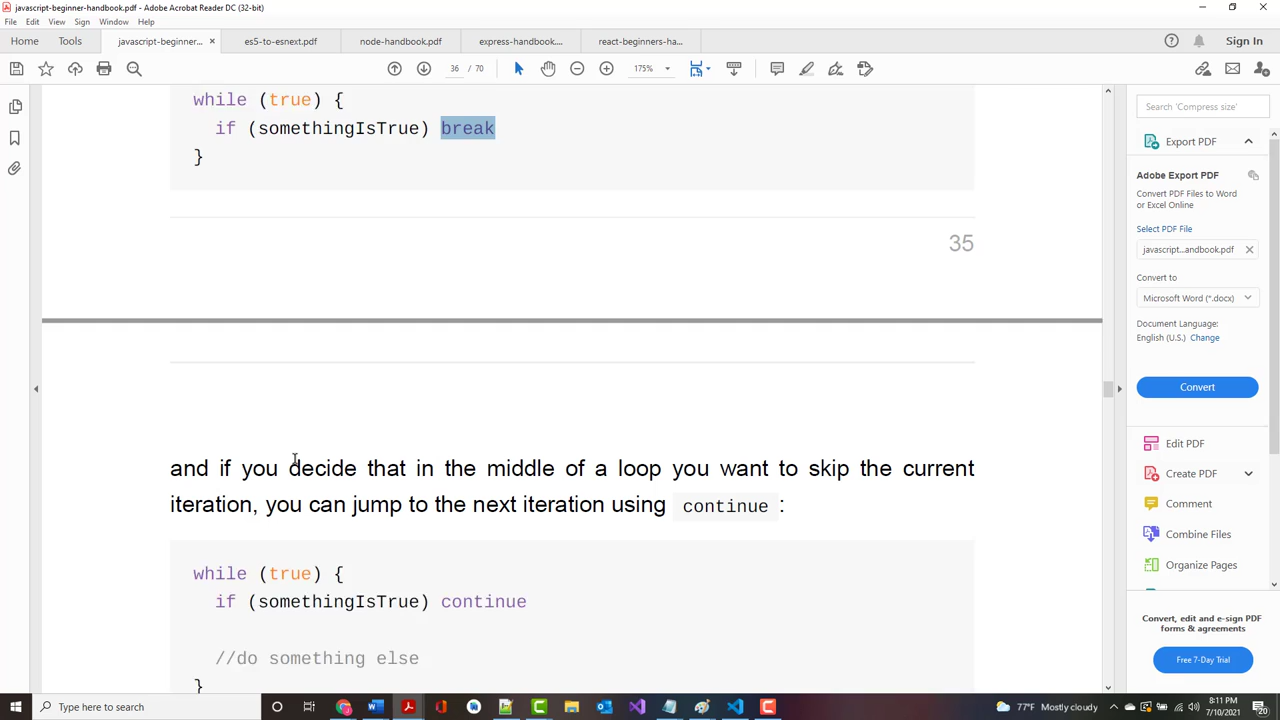 javascript-beginner-handbook.pdf - Adobe Acrobat Reader DC (32-bit)
File Edit View Sign Window Help
Home Tools javascript-beginner... × es5-to-esnext.pdf node-handbook.pdf express-handbook.... react-beginners-ha... Sign In
36 / 70 175%
while (true) {
if (somethingIsTrue) break
}
35
and if you decide that in the middle of a loop you want to skip the current
iteration, you can jump to the next iteration using continue :
while (true) {
if (somethingIsTrue) continue
//do something else
}
Search 'Compress size'
Export PDF
Adobe Export PDF
Convert PDF Files to Word
or Excel Online
Select PDF File
javascript...andbook.pdf
Convert to
Microsoft Word (*.docx)
Document Language:
English (U.S.) Change
Convert
Edit PDF
Create PDF
Comment
Combine Files
Organize Pages
Convert, edit and e-sign PDF
forms & agreements
Free 7-Day Trial
Type here to search
77°F Mostly cloudy
8:11 PM
7/10/2021
20